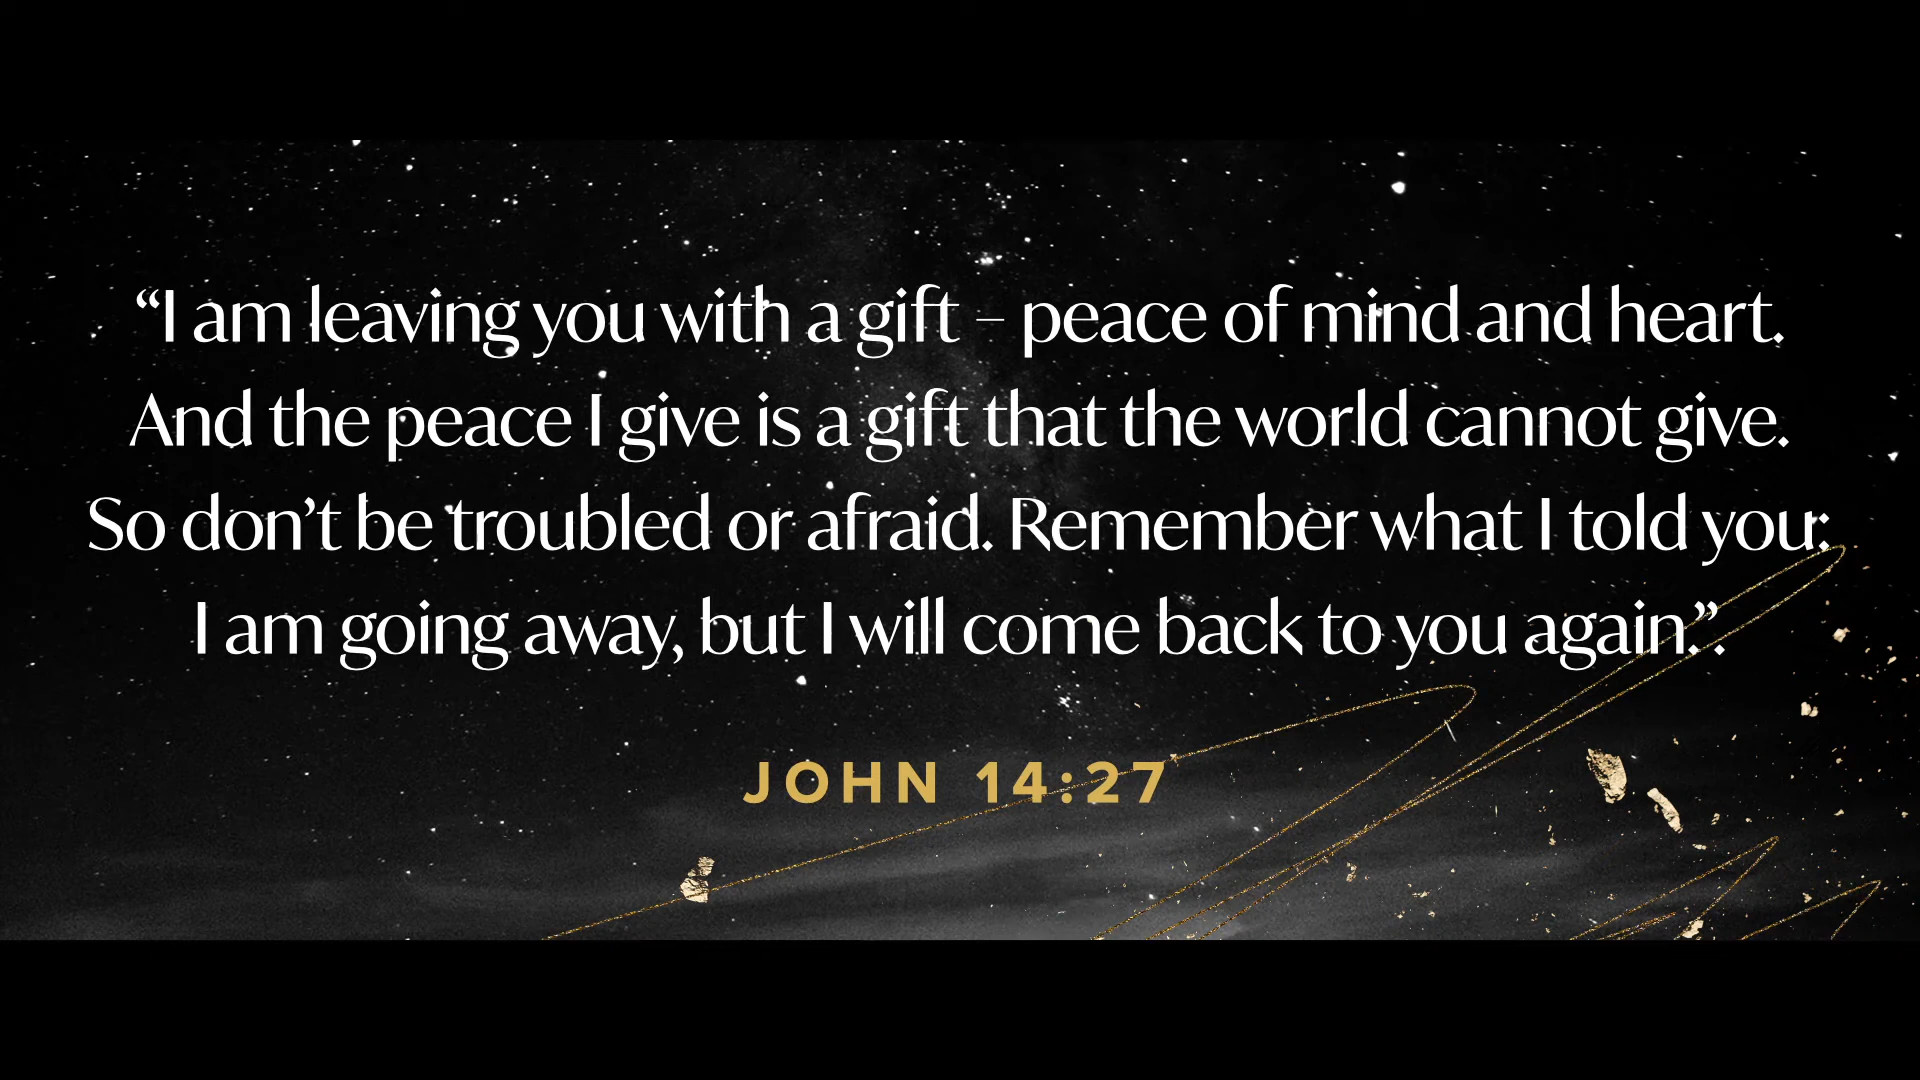 “I am leaving you with a gift – peace of mind and heart.
And the peace I give is a gift that the world cannot give.
So don’t be troubled or afraid. Remember what I told you:
I am going away, but I will come back to you again.”.
JOHN 14:27